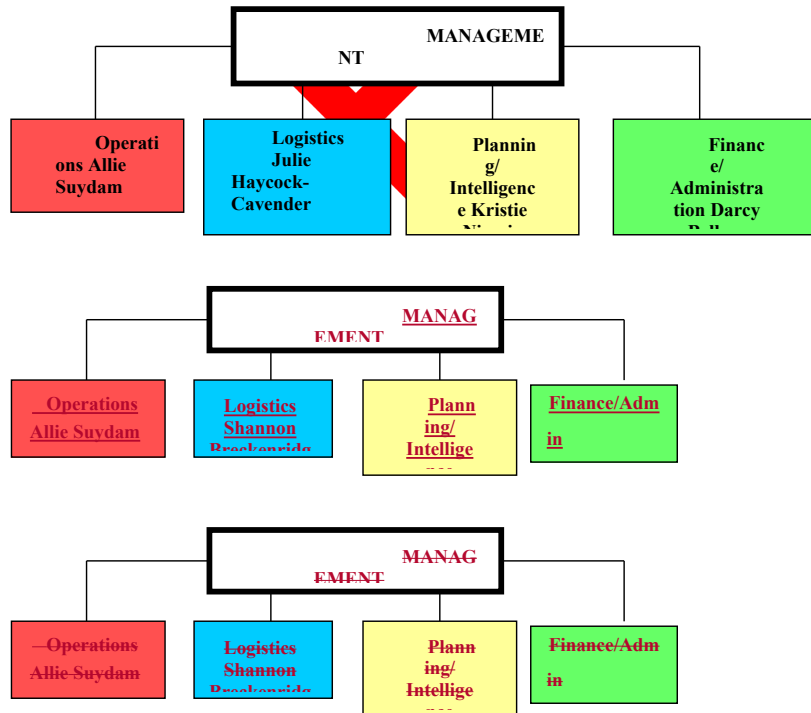 MANAGEME
NT
Operati
ons Allie
Suydam
Logistics
Julie
Haycock-
Cavender
Plannin
g/
Intelligenc
e Kristie
Financ
e/
Administra
tion Darcy
MANAG
EMENT
Operations
Allie Suydam
Logistics
Shannon
Breckenridg
Plann
ing/
Intellige
Finance/Adm
in
MANAG
EMENT
Operations
Allie Suydam
Logistics
Shannon
Breckenridg
Plann
ing/
Intellige
Finance/Adm
in